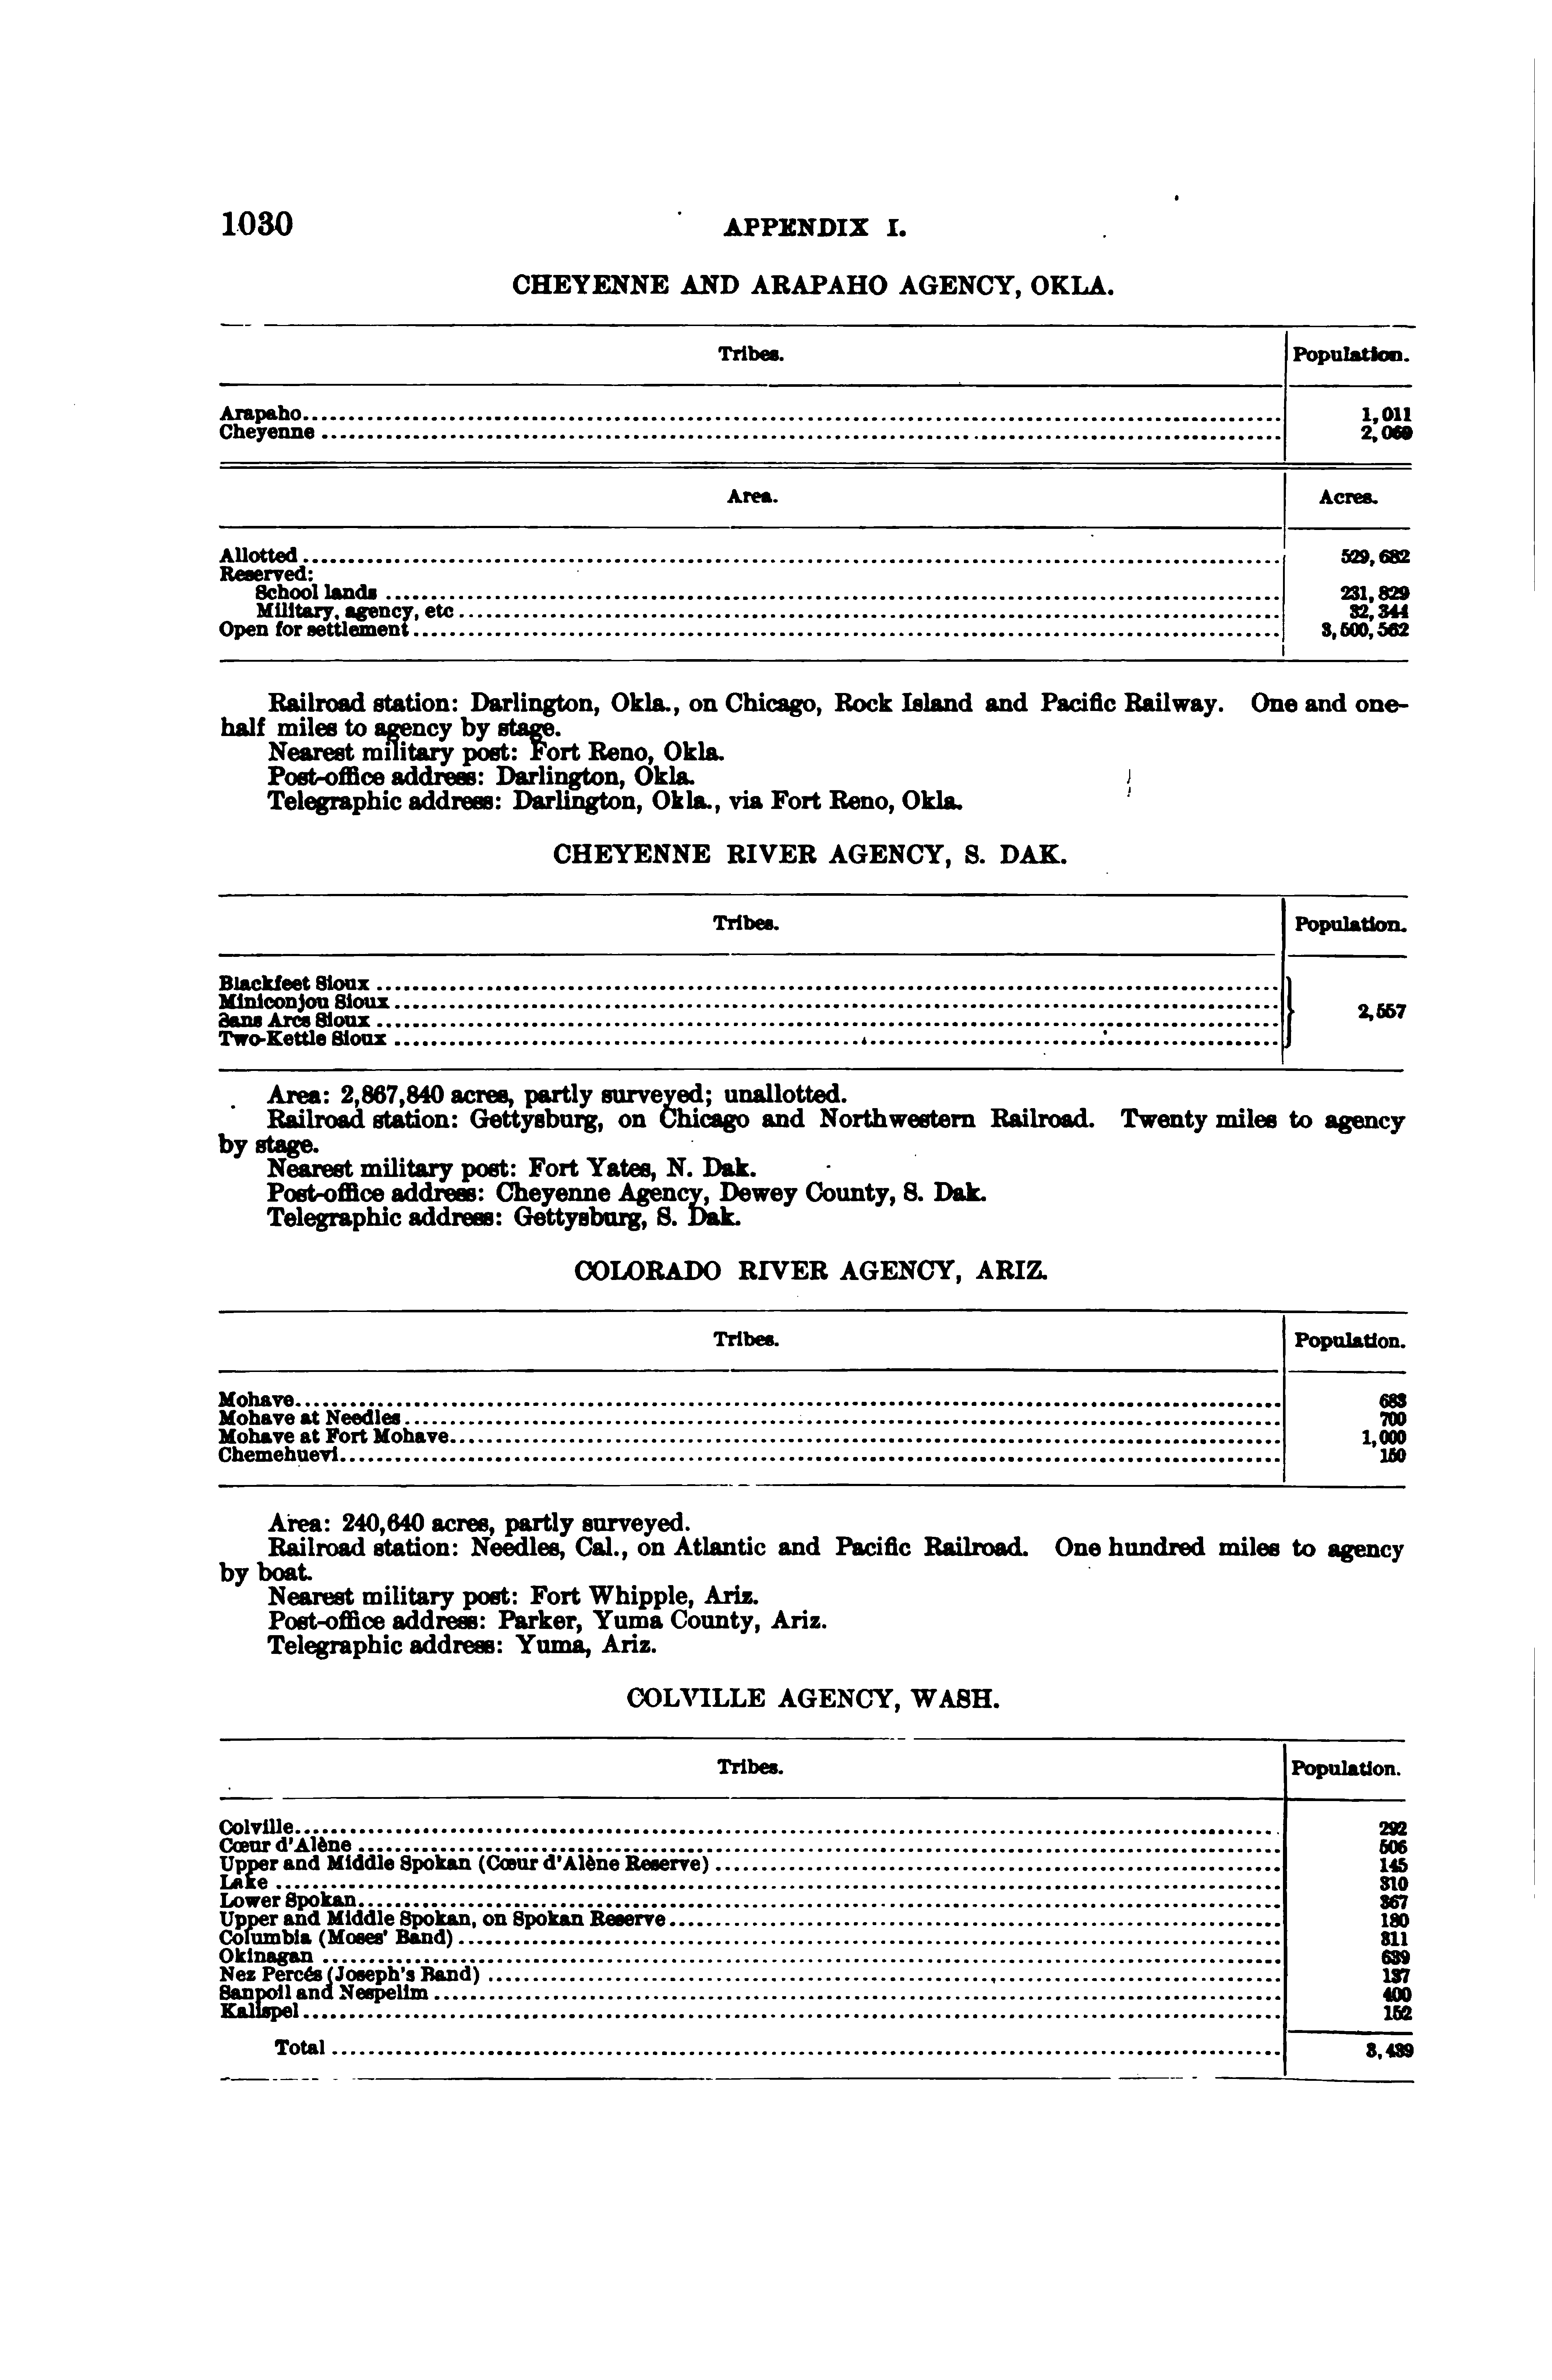 1030
APPENDIX I.
CHEYENNE AND ARAPAHO AGENCY, OKLA.
Tribes. Population.
Arapaho 1,011
Cheyenne 2,069
Area. Acres.
Allotted 529,682
Reserved:
School lands 231,829
Military, agency, etc 32,344
Open for settlement 3,500,562
Railroad station: Darlington, Okla., on Chicago, Rock Island and Pacific Railway. One and one-
half miles to agency by stage.
Nearest military post: Fort Reno, Okla.
Post-office address: Darlington, Okla.
Telegraphic address: Darlington, Okla., via Fort Reno, Okla.
CHEYENNE RIVER AGENCY, S. DAK.
Tribes. Population.
Blackfeet Sioux
Miniconjou Sioux
Sans Arcs Sioux
Two-Kettle Sioux
2,557
Area: 2,867,840 acres, partly surveyed; unallotted.
Railroad station: Gettysburg, on Chicago and Northwestern Railroad. Twenty miles to agency
by stage.
Nearest military post: Fort Yates, N. Dak.
Post-office address: Cheyenne Agency, Dewey County, S. Dak.
Telegraphic address: Gettysburg, S. Dak.
COLORADO RIVER AGENCY, ARIZ.
Tribes. Population.
Mohave 683
Mohave at Needles 700
Mohave at Fort Mohave 1,000
Chemehuevi 150
Area: 240,640 acres, partly surveyed.
Railroad station: Needles, Cal., on Atlantic and Pacific Railroad. One hundred miles to agency
by boat.
Nearest military post: Fort Whipple, Ariz.
Post-office address: Parker, Yuma County, Ariz.
Telegraphic address: Yuma, Ariz.
COLVILLE AGENCY, WASH.
Tribes. Population.
Colville 292
Cœur d'Alène 506
Upper and Middle Spokan (Cœur d'Alène Reserve) 145
Lake 310
Lower Spokan 367
Upper and Middle Spokan, on Spokan Reserve 180
Columbia (Moses' Band) 311
Okinagan 639
Nez Percés (Joseph's Band) 137
Sanpoil and Nespelim 400
Kalispel 152
Total 3,439